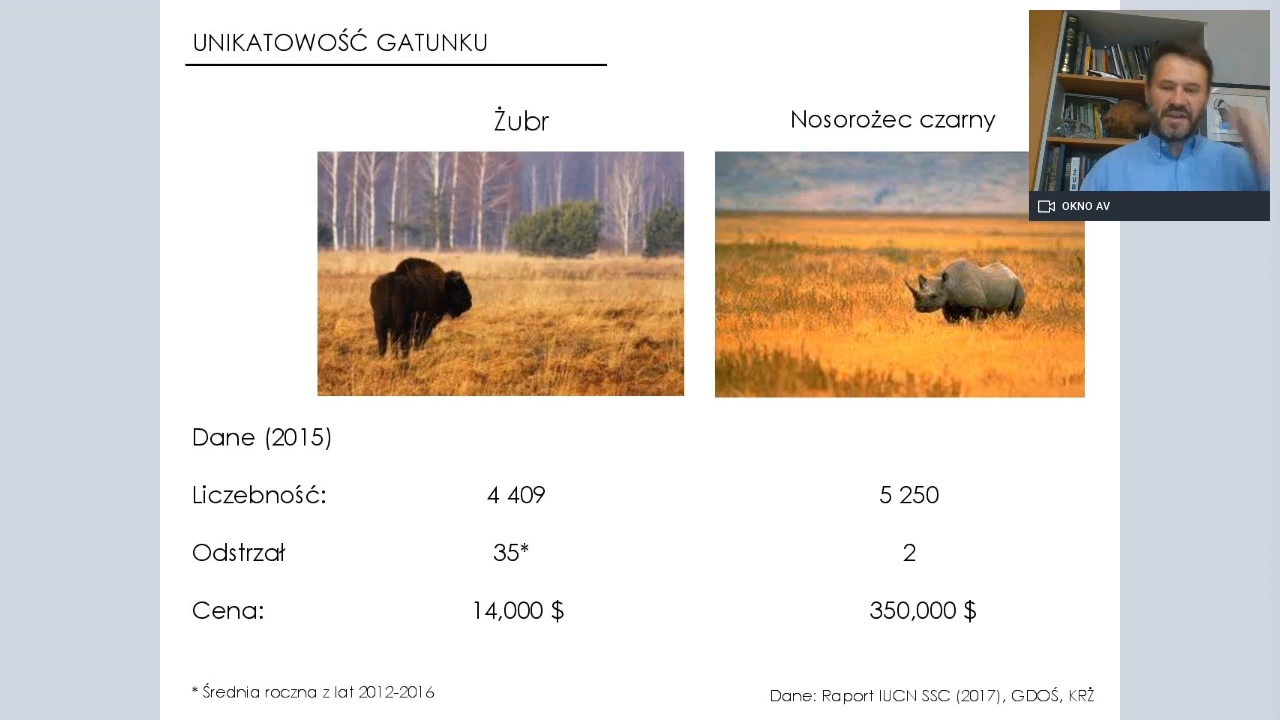 UNIKATOWOŚĆ GATUNKU
Żubr
Nosorożec czarny
OKNO AV
Dane (2015)
Liczebność: 4 409 5 250
Odstrzał 35* 2
Cena: 14,000 $ 350,000 $
* Średnia roczna z lat 2012-2016
Dane: Raport IUCN SSC (2017), GDOŚ, KRŻ